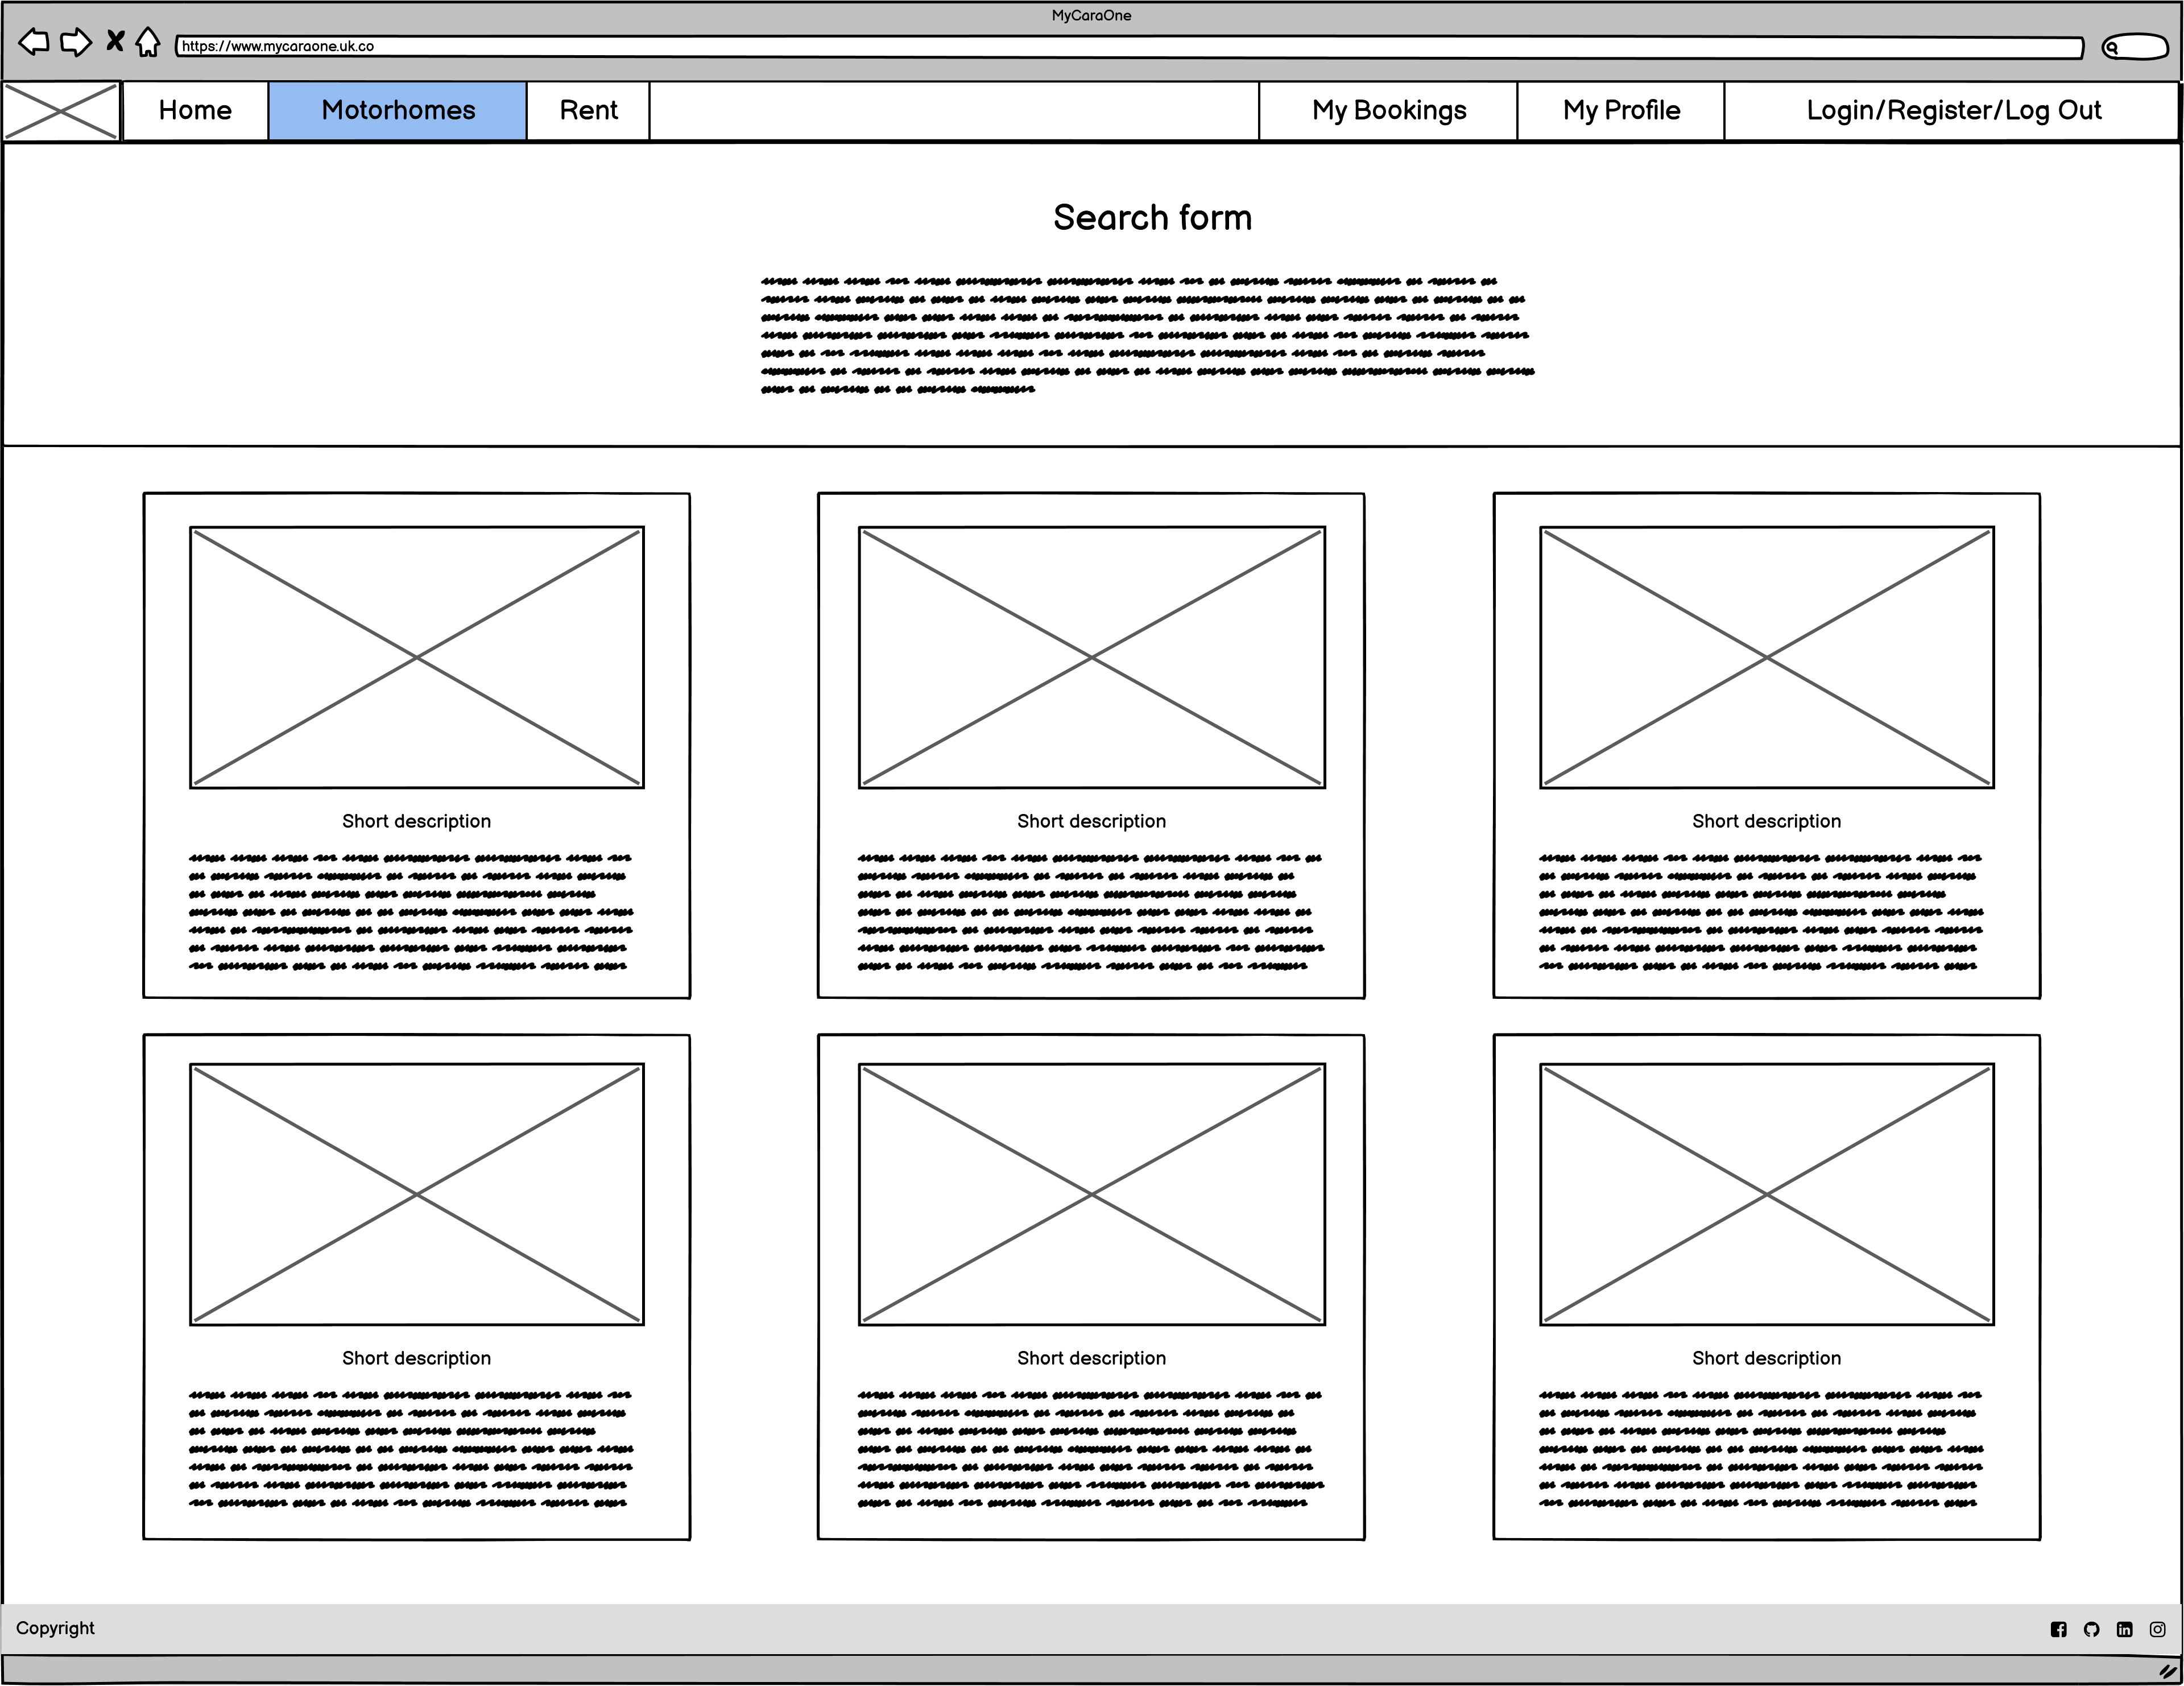 MyCaraOne
https://www.mycaraone.uk.co
Home Motorhomes Rent My Bookings My Profile Login/Register/Log Out
Search form
Short description Short description Short description
Short description Short description Short description
Copyright